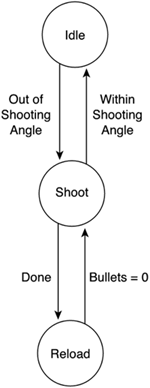 Idle
Out of
Shooting
Angle
Within
Shooting
Angle
Shoot
Done
Bullets = 0
Reload